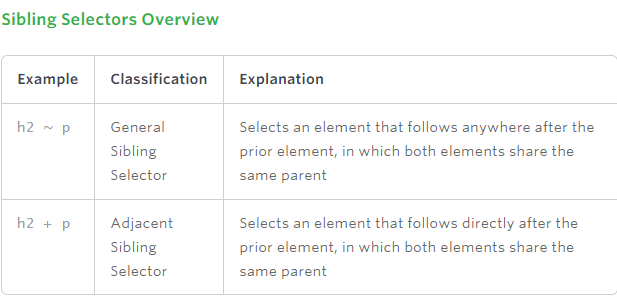 Sibling Selectors Overview
Example Classification Explanation
h2 ~ p
General
Sibling
Selector
Selects an element that follows anywhere after the
prior element, in which both elements share the
same parent
h2 + p
Adjacent
Sibling
Selector
Selects an element that follows directly after the
prior element, in which both elements share the
same parent